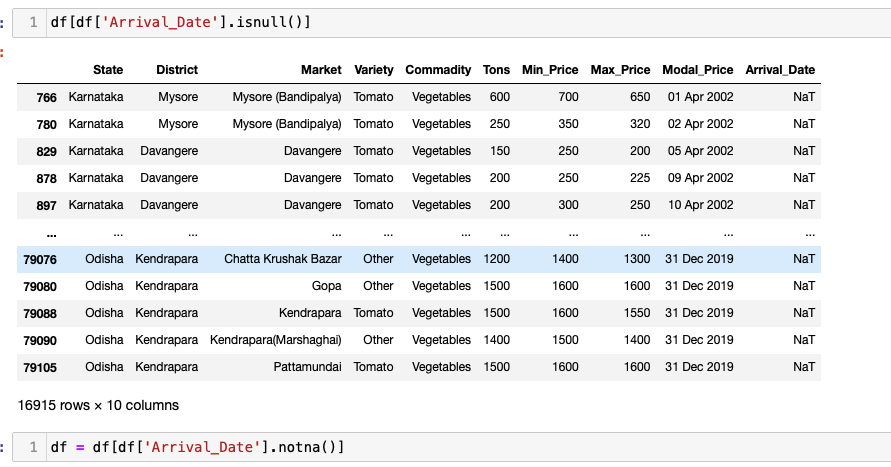 1 df[df['Arrival_Date'].isnull()]
State District Market Variety Commadity Tons Min_Price Max_Price Modal_Price Arrival_Date
766 Karnataka Mysore Mysore (Bandipalya) Tomato Vegetables 600 700 650 01 Apr 2002 NaT
780 Karnataka Mysore Mysore (Bandipalya) Tomato Vegetables 250 350 320 02 Apr 2002 NaT
829 Karnataka Davangere Davangere Tomato Vegetables 150 250 200 05 Apr 2002 NaT
878 Karnataka Davangere Davangere Tomato Vegetables 200 250 225 09 Apr 2002 NaT
897 Karnataka Davangere Davangere Tomato Vegetables 200 300 250 10 Apr 2002 NaT
... ... ... ... ... ... ... ... ... ... ...
79076 Odisha Kendrapara Chatta Krushak Bazar Other Vegetables 1200 1400 1300 31 Dec 2019 NaT
79080 Odisha Kendrapara Gopa Other Vegetables 1500 1600 1600 31 Dec 2019 NaT
79088 Odisha Kendrapara Kendrapara Tomato Vegetables 1500 1600 1550 31 Dec 2019 NaT
79090 Odisha Kendrapara Kendrapara(Marshaghai) Other Vegetables 1400 1500 1400 31 Dec 2019 NaT
79105 Odisha Kendrapara Pattamundai Tomato Vegetables 1500 1600 1600 31 Dec 2019 NaT
16915 rows × 10 columns
1 df = df[df['Arrival_Date'].notna()]